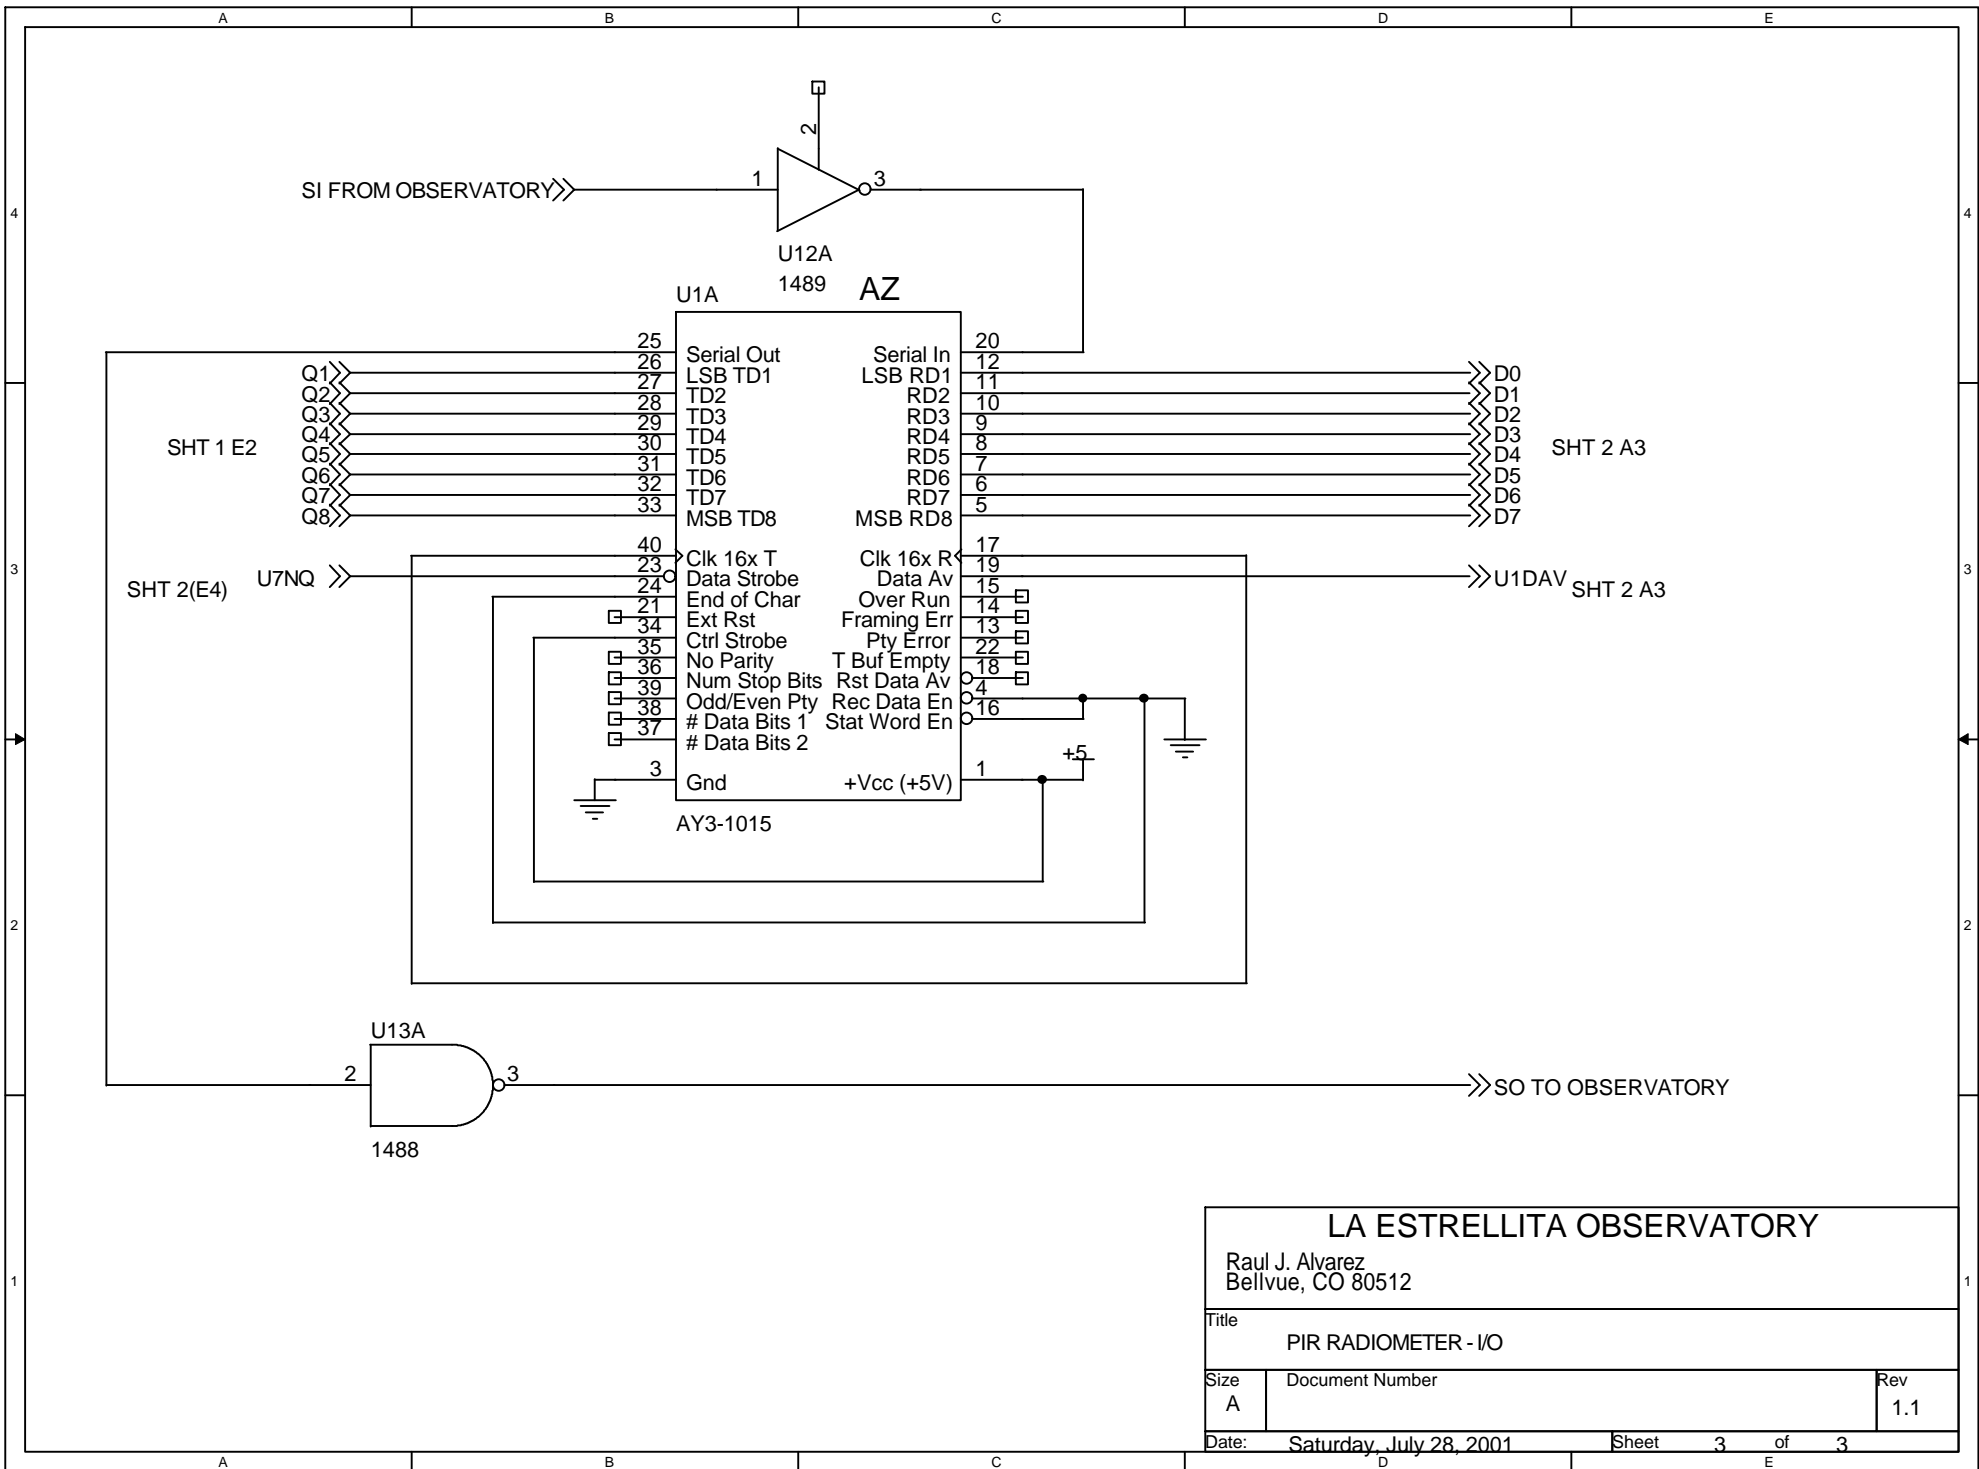 A B C D E
2
SI FROM OBSERVATORY 1 3
4 4
U12A
1489 AZ
U1A
25 Serial Out Serial In 20
Q1 26 LSB TD1 LSB RD1 12 D0
Q2 27 TD2 RD2 11 D1
Q3 28 TD3 RD3 10 D2
Q4 29 TD4 RD4 9 D3
SHT 1 E2 SHT 2 A3
Q5 30 TD5 RD5 8 D4
Q6 31 TD6 RD6 7 D5
Q7 32 TD7 RD7 6 D6
Q8 33 MSB TD8 MSB RD8 5 D7
40 Clk 16x T Clk 16x R 17
3 3
SHT 2(E4) U7NQ 23 Data Strobe Data Av 19 U1DAV SHT 2 A3
24 End of Char Over Run 15
21 Ext Rst Framing Err 14
34 Ctrl Strobe Pty Error 13
35 No Parity T Buf Empty 22
36 Num Stop Bits Rst Data Av 18
39 Odd/Even Pty Rec Data En 4
38 # Data Bits 1 Stat Word En 16
37 # Data Bits 2
+5
3 Gnd +Vcc (+5V) 1
AY3-1015
2 2
U13A
2 3 SO TO OBSERVATORY
1488
LA ESTRELLITA OBSERVATORY
Raul J. Alvarez
Bellvue, CO 80512
1 1
Title
PIR RADIOMETER - I/O
Size Document Number Rev
A 1.1
Date: Saturday, July 28, 2001 Sheet 3 of 3
A B C D E